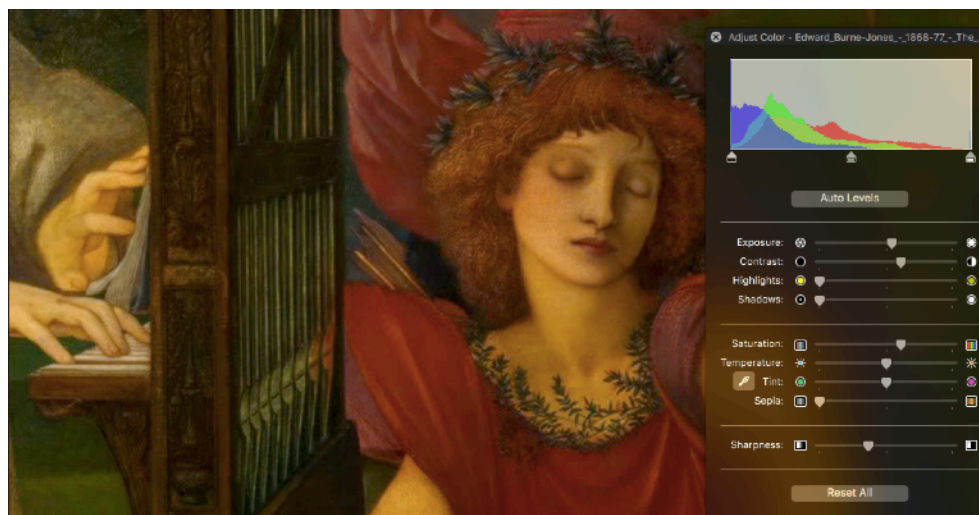 Adjust Color - Edward_Burne-Jones_-_1868-77_-_The_
Auto Levels
Exposure:
Contrast:
Highlights:
Shadows:
Saturation:
Temperature:
Tint:
Sepia:
Sharpness:
Reset All